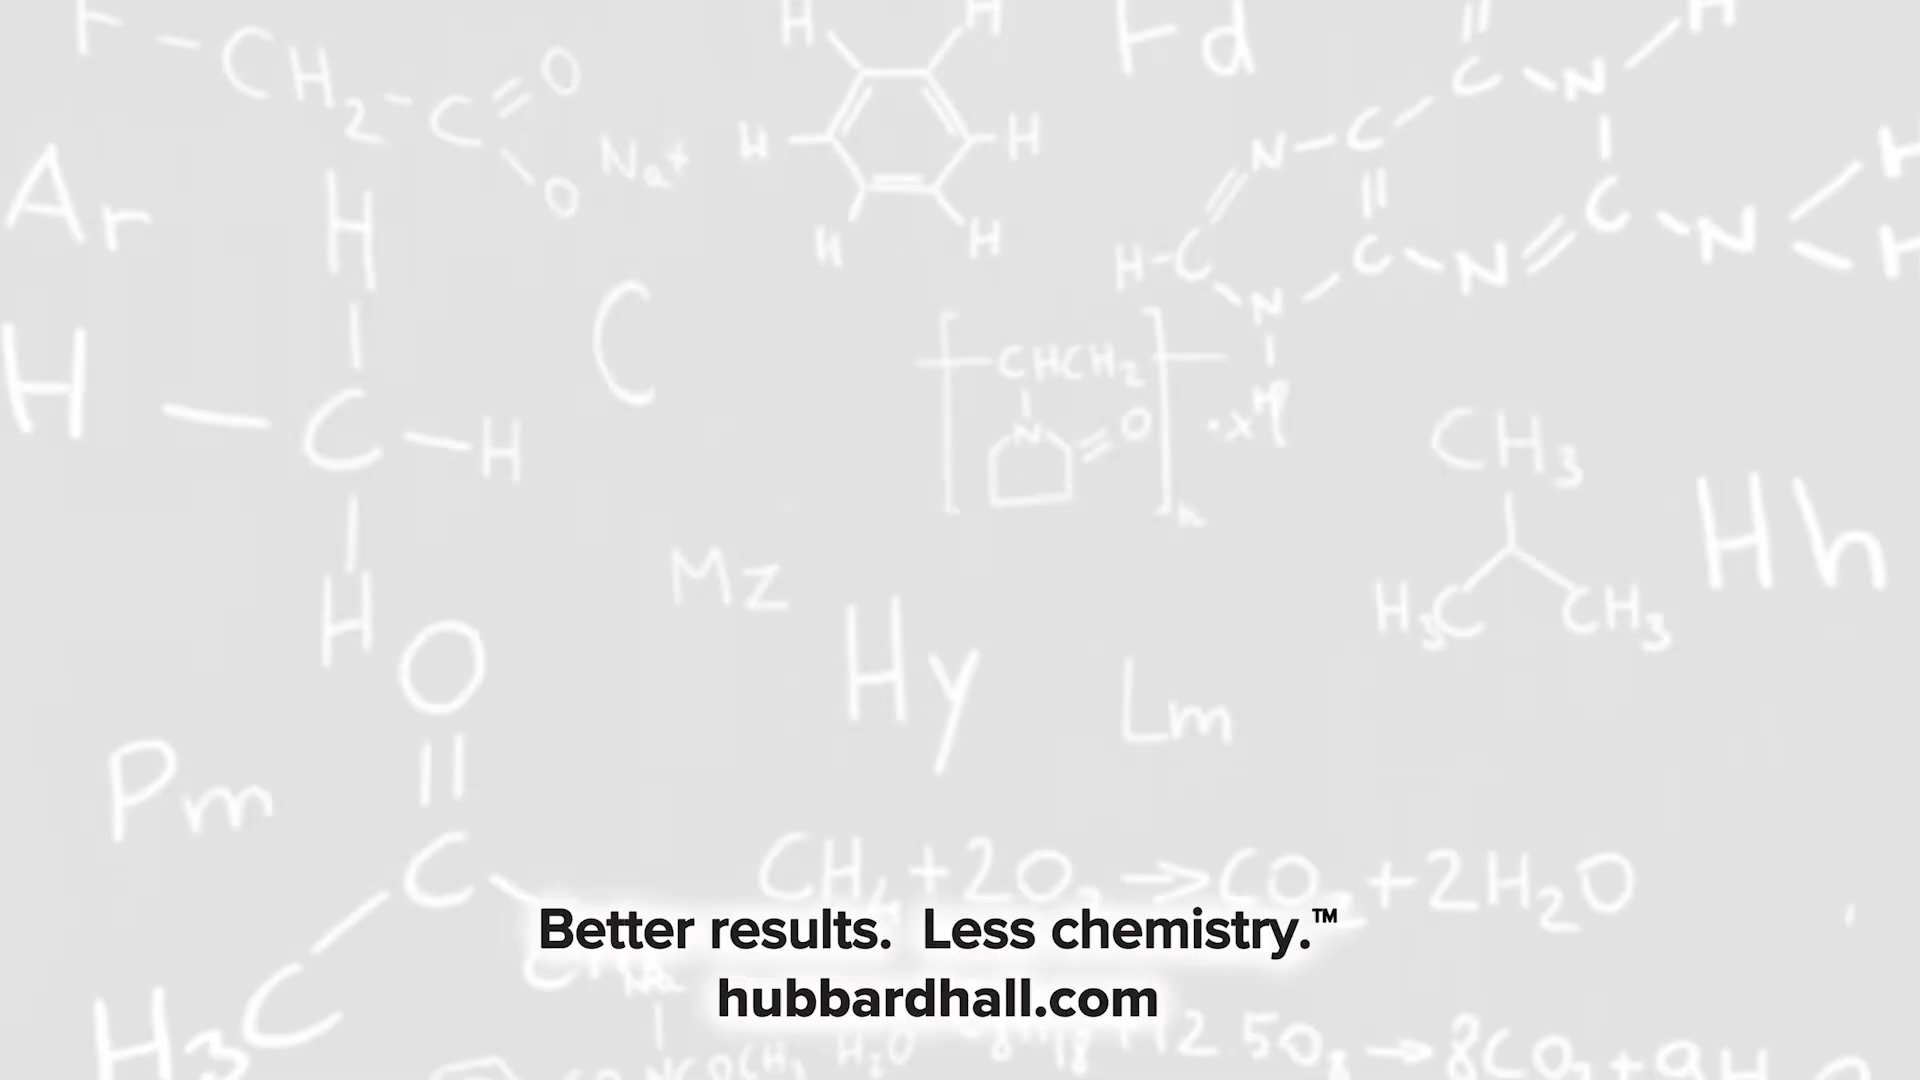 F - CH2 - C = O
O Na+
H H
H H
H H
Fd
C - N - H
N - C
H - C
C - N = C - N
N
H
H
Ar
H
H - C - H
H
C
CHCH2
N = O
n
CH3
H3C CH3
Hh
Mz
Hy
Lm
Pm
O
C
H3C
CH4+2O2→CO2+2H2O
Better results.  Less chemistry.™
hubbardhall.com